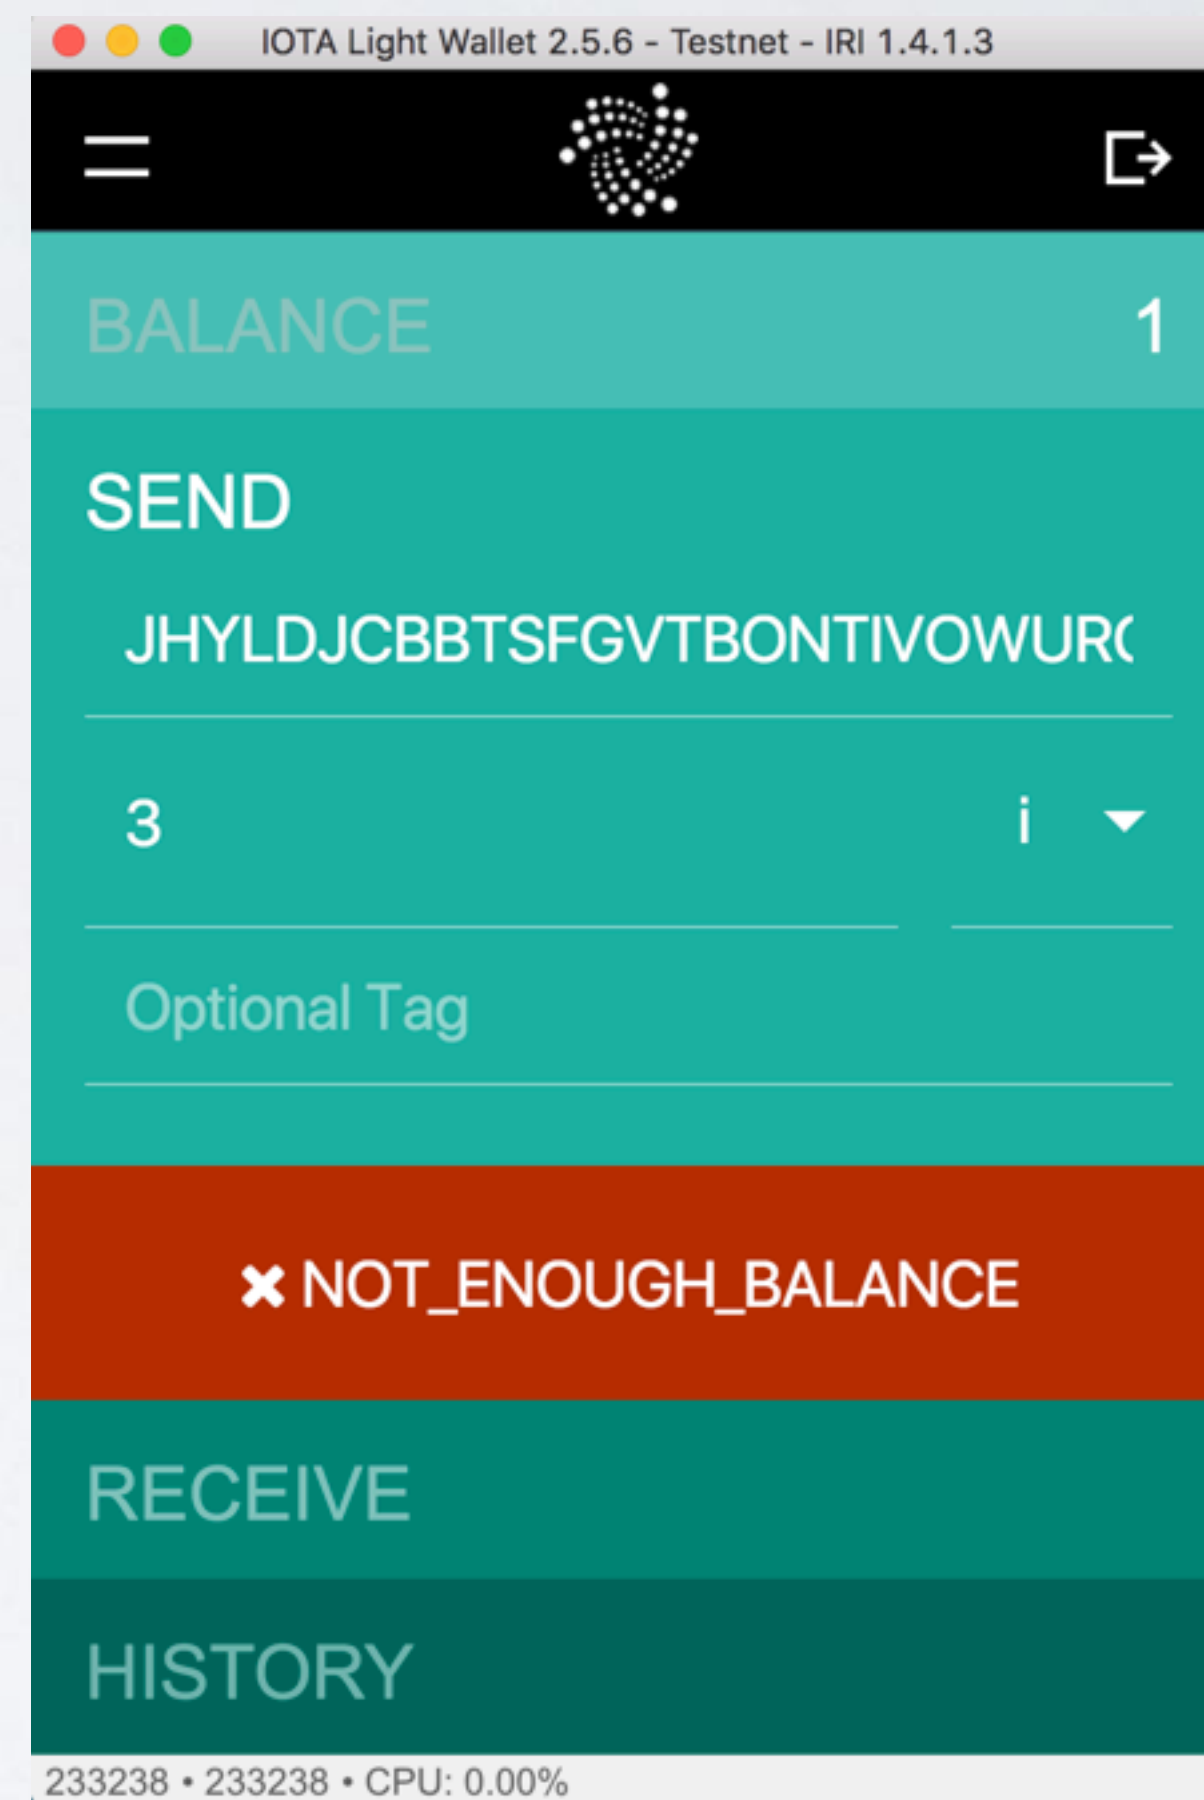 IOTA Light Wallet 2.5.6 - Testnet - IRI 1.4.1.3
BALANCE 1
SEND
JHYLDJCBBTSFGVTBONTIVOWUR
3 i
Optional Tag
✖ NOT_ENOUGH_BALANCE
RECEIVE
HISTORY
233238 • 233238 • CPU: 0.00%